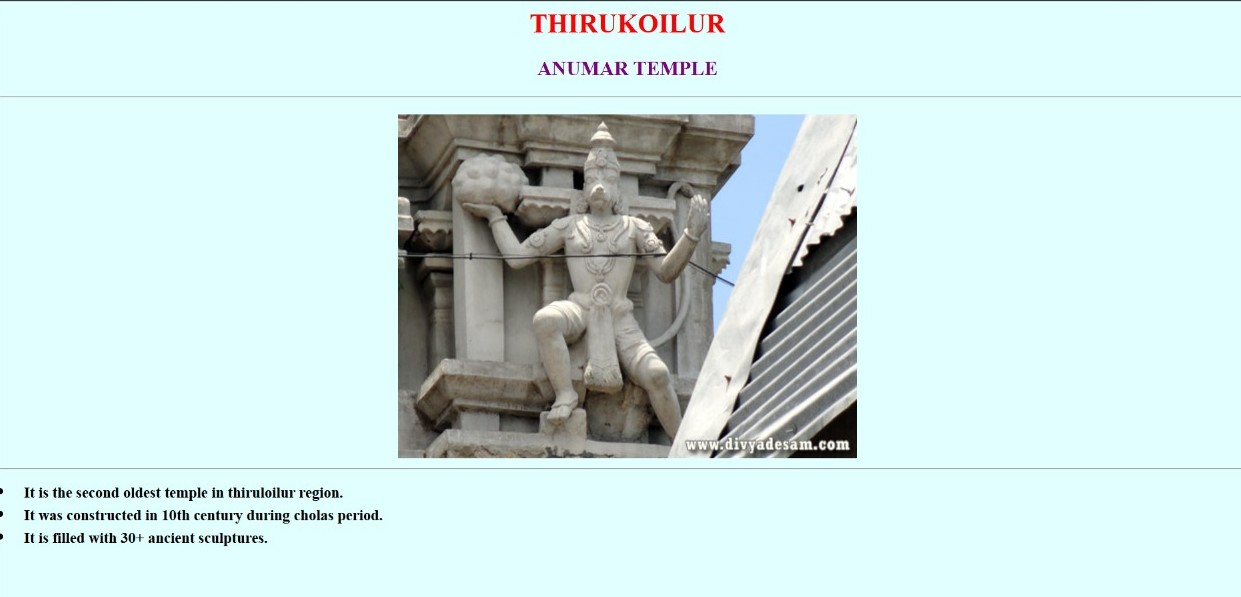 THIRUKOILUR
ANUMAR TEMPLE
www.divyadesam.com
It is the second oldest temple in thiruloilur region.
It was constructed in 10th century during cholas period.
It is filled with 30+ ancient sculptures.